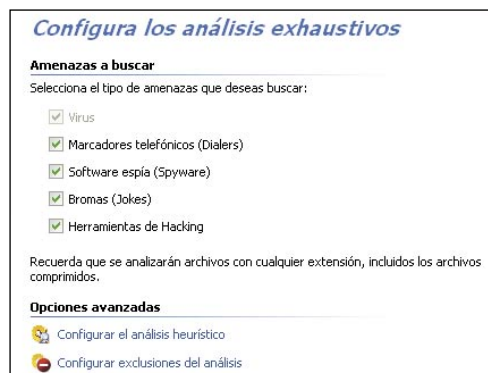 Configura los análisis exhaustivos
Amenazas a buscar
Selecciona el tipo de amenazas que deseas buscar:
Virus
Marcadores telefónicos (Dialers)
Software espía (Spyware)
Bromas (Jokes)
Herramientas de Hacking
Recuerda que se analizarán archivos con cualquier extensión, incluidos los archivos
comprimidos.
Opciones avanzadas
Configurar el análisis heurístico
Configurar exclusiones del análisis